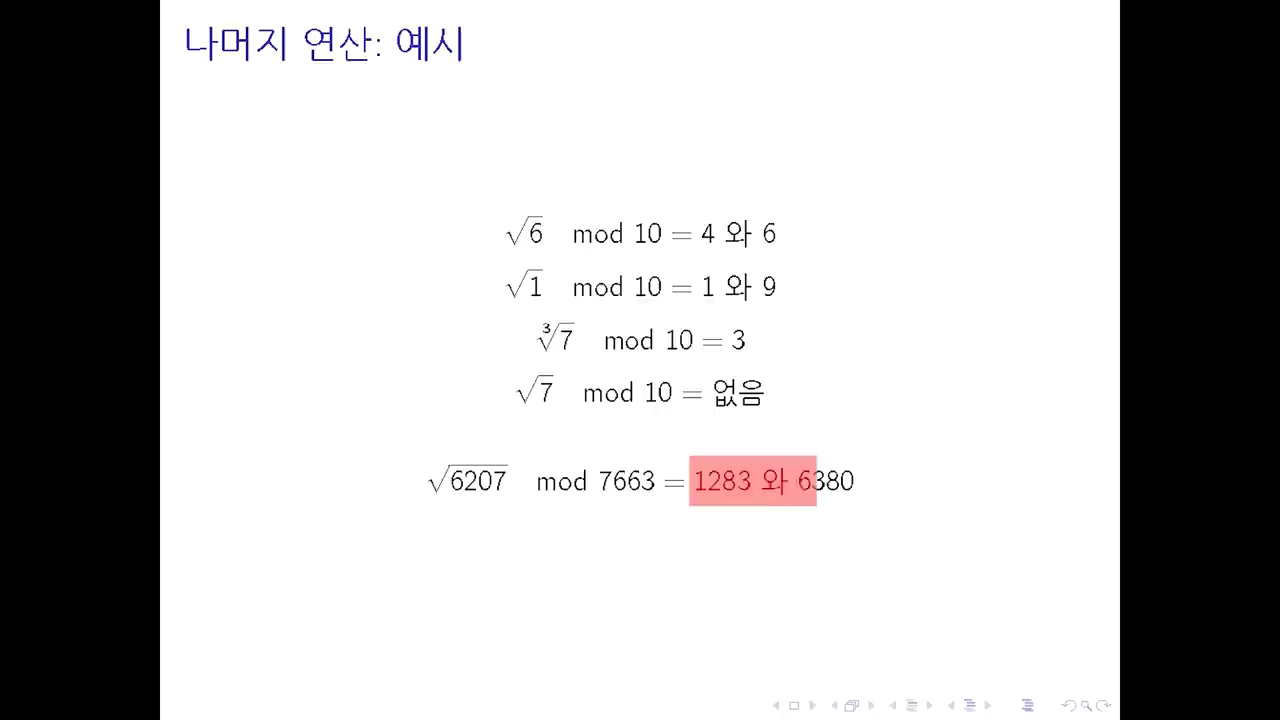 나머지 연산: 예시
√6 mod 10 = 4 와 6
√1 mod 10 = 1 와 9
∛7 mod 10 = 3
√7 mod 10 = 없음
√6207 mod 7663 = 1283 와 6380